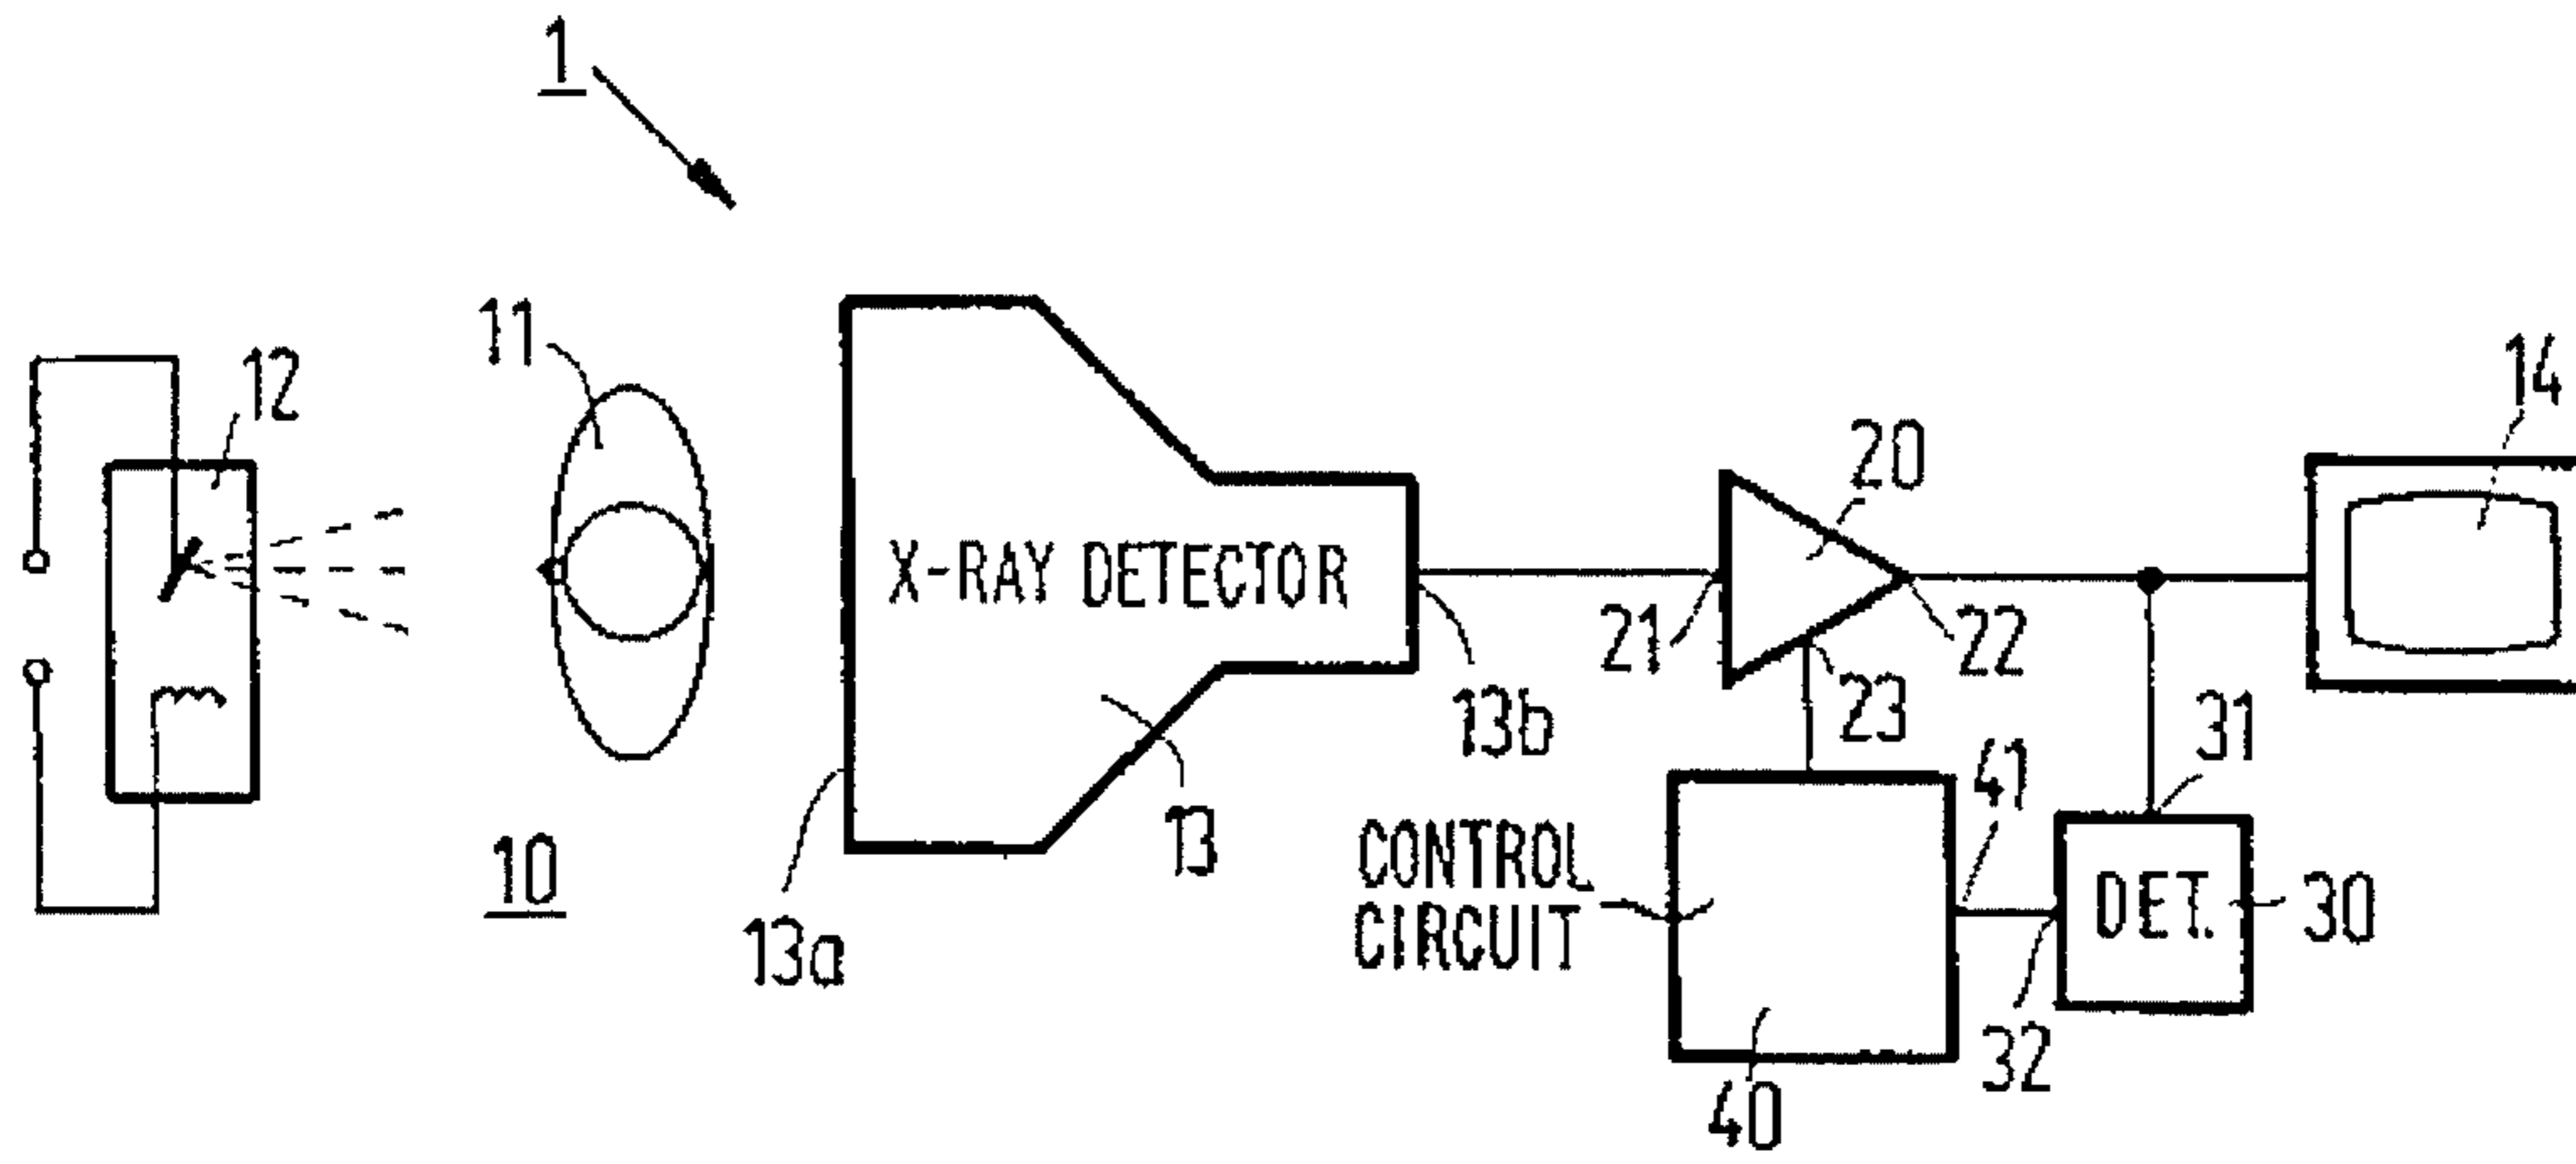 1
11
12
14
20
X-RAY DETECTOR
21
22
23
13b
31
41
13
10
CONTROL
CIRCUIT
DET.
30
13a
32
40